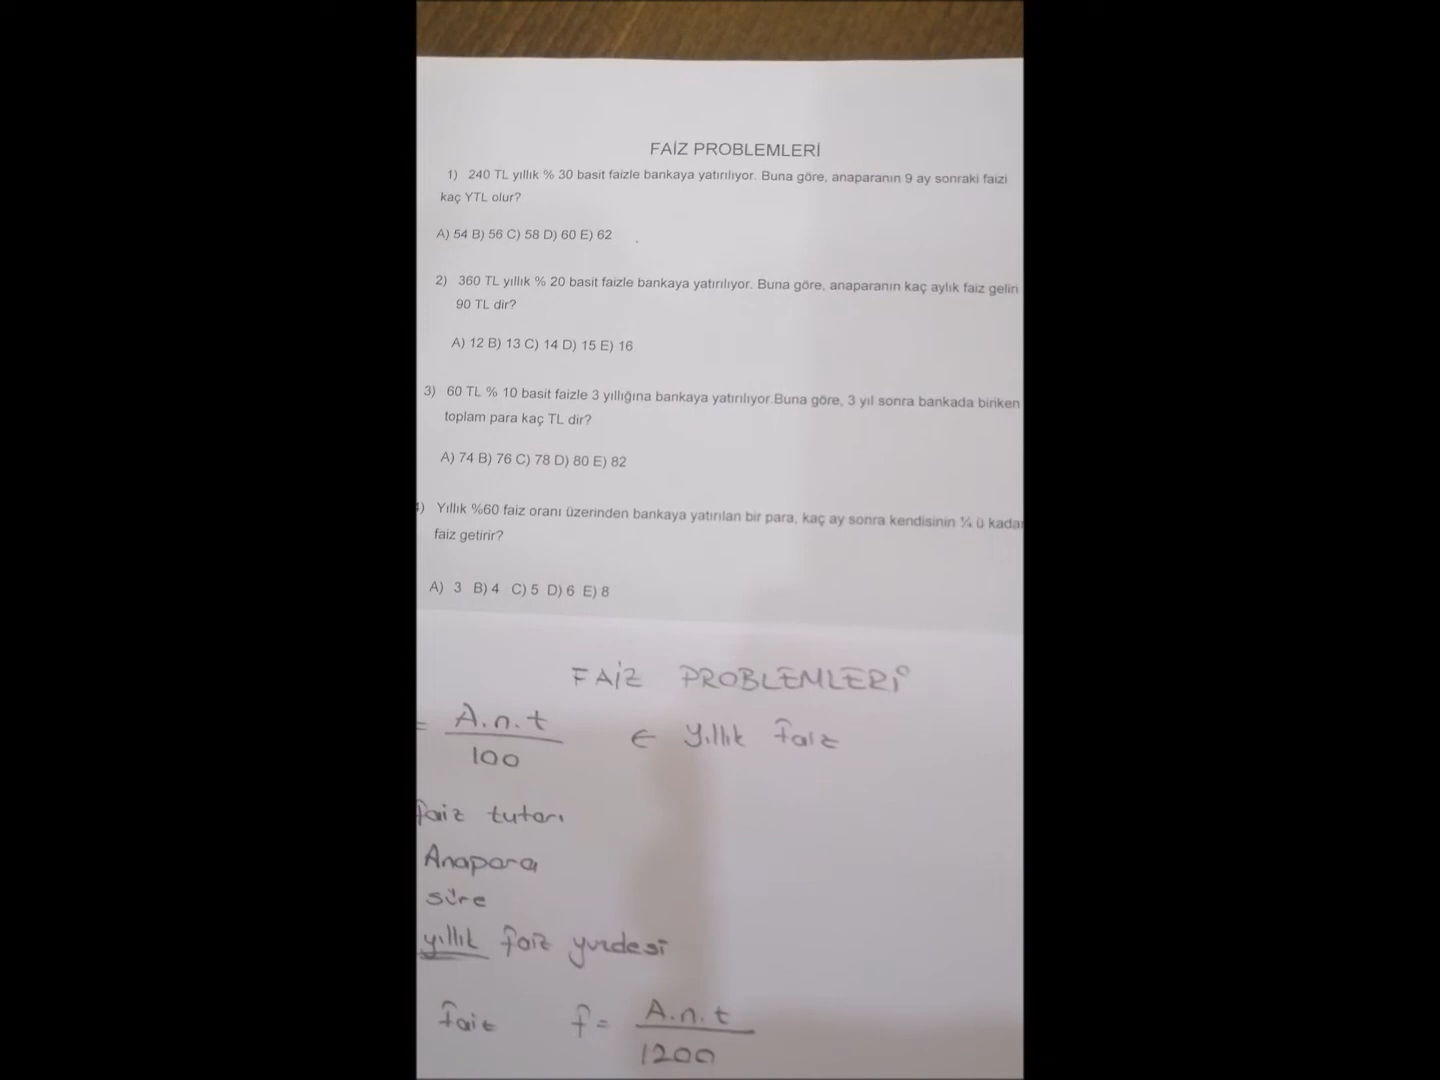 FAİZ PROBLEMLERİ
1) 240 TL yıllık % 30 basit faizle bankaya yatırılıyor. Buna göre, anaparanın 9 ay sonraki faizi
kaç YTL olur?
A) 54 B) 56 C) 58 D) 60 E) 62
2) 360 TL yıllık % 20 basit faizle bankaya yatırılıyor. Buna göre, anaparanın kaç aylık faiz geliri
90 TL dir?
A) 12 B) 13 C) 14 D) 15 E) 16
3) 60 TL % 10 basit faizle 3 yıllığına bankaya yatırılıyor.Buna göre, 3 yıl sonra bankada biriken
toplam para kaç TL dir?
A) 74 B) 76 C) 78 D) 80 E) 82
) Yıllık %60 faiz oranı üzerinden bankaya yatırılan bir para, kaç ay sonra kendisinin ¼ ü kadar
faiz getirir?
A) 3 B) 4 C) 5 D) 6 E) 8
FAİZ PROBLEMLERİ
= A.n.t € yıllık faiz
100
faiz tutarı
Anapara
süre
yıllık faiz yüzdesi
faiz f = A.n.t
1200